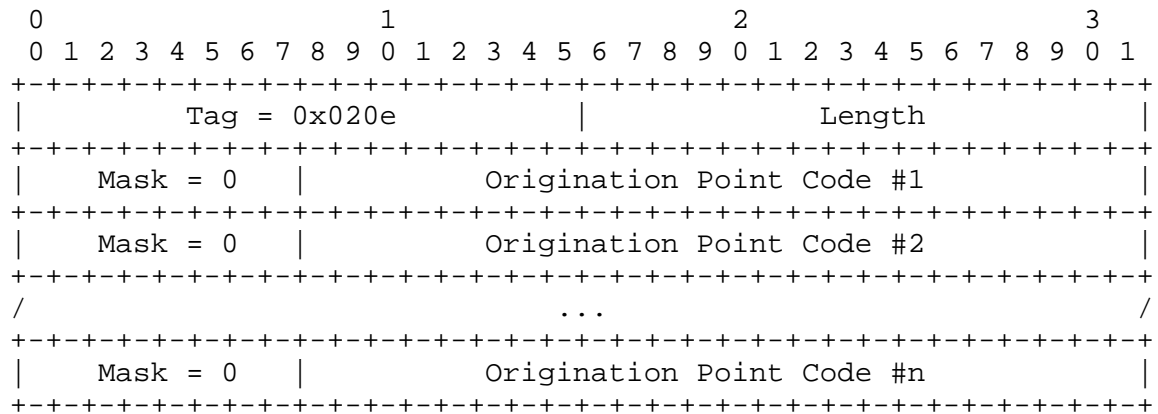 0                   1                   2                   3
 0 1 2 3 4 5 6 7 8 9 0 1 2 3 4 5 6 7 8 9 0 1 2 3 4 5 6 7 8 9 0 1
+-+-+-+-+-+-+-+-+-+-+-+-+-+-+-+-+-+-+-+-+-+-+-+-+-+-+-+-+-+-+-+-+
|         Tag = 0x020e          |             Length            |
+-+-+-+-+-+-+-+-+-+-+-+-+-+-+-+-+-+-+-+-+-+-+-+-+-+-+-+-+-+-+-+-+
|    Mask = 0   |          Origination Point Code #1            |
+-+-+-+-+-+-+-+-+-+-+-+-+-+-+-+-+-+-+-+-+-+-+-+-+-+-+-+-+-+-+-+-+
|    Mask = 0   |          Origination Point Code #2            |
+-+-+-+-+-+-+-+-+-+-+-+-+-+-+-+-+-+-+-+-+-+-+-+-+-+-+-+-+-+-+-+-+
/                              ...                              /
+-+-+-+-+-+-+-+-+-+-+-+-+-+-+-+-+-+-+-+-+-+-+-+-+-+-+-+-+-+-+-+-+
|    Mask = 0   |          Origination Point Code #n            |
+-+-+-+-+-+-+-+-+-+-+-+-+-+-+-+-+-+-+-+-+-+-+-+-+-+-+-+-+-+-+-+-+